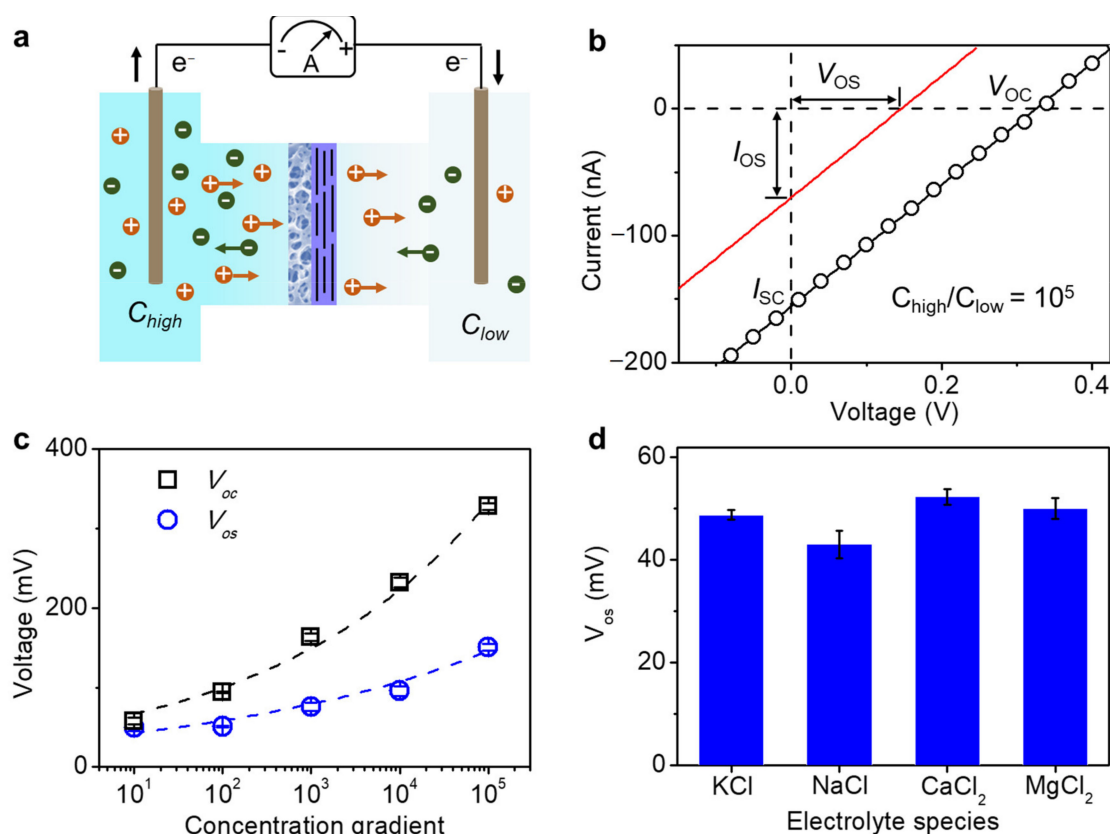 a
- +
A
e⁻ e⁻
C_high
C_low
b
Current (nA)
0
−100
−200
V_OS
V_OC
I_OS
I_SC
C_high/C_low = 10⁵
0.0 0.2 0.4
Voltage (V)
c
Voltage (mV)
400
200
0
V_oc
V_os
10¹ 10² 10³ 10⁴ 10⁵
Concentration gradient
d
V_os (mV)
60
40
20
0
KCl NaCl CaCl₂ MgCl₂
Electrolyte species